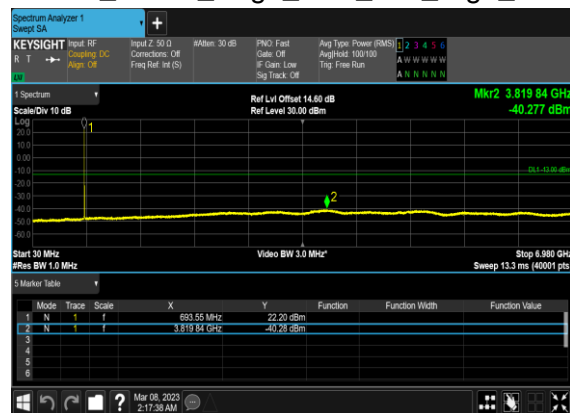 Spectrum Analyzer 1
Swept SA
+
KEYSIGHT Input: RF Input Z: 50 Ω #Atten: 30 dB PNO: Fast Avg Type: Power (RMS) 1 2 3 4 5 6
R T Coupling: DC Corrections: Off Gate: Off Avg|Hold: 100/100 A W W W W W
Align: Off Freq Ref: Int (S) IF Gain: Low Trig: Free Run
Sig Track: Off A N N N N N
1 Spectrum Ref Lvl Offset 14.60 dB Mkr2 3.819 84 GHz
Scale/Div 10 dB Ref Level 30.00 dBm -40.277 dBm
Log
20.0 1
10.0
0.00
-10.0 DL1 -13.00 dBm
-20.0
-30.0 2
-40.0
-50.0
-60.0
Start 30 MHz Video BW 3.0 MHz* Stop 6.980 GHz
#Res BW 1.0 MHz Sweep 13.3 ms (40001 pts)
5 Marker Table
Mode Trace Scale X Y Function Function Width Function Value
1 N 1 f 693.55 MHz 22.20 dBm
2 N 1 f 3.819 84 GHz -40.28 dBm
3
4
5
6
? Mar 08, 2023
2:17:38 AM